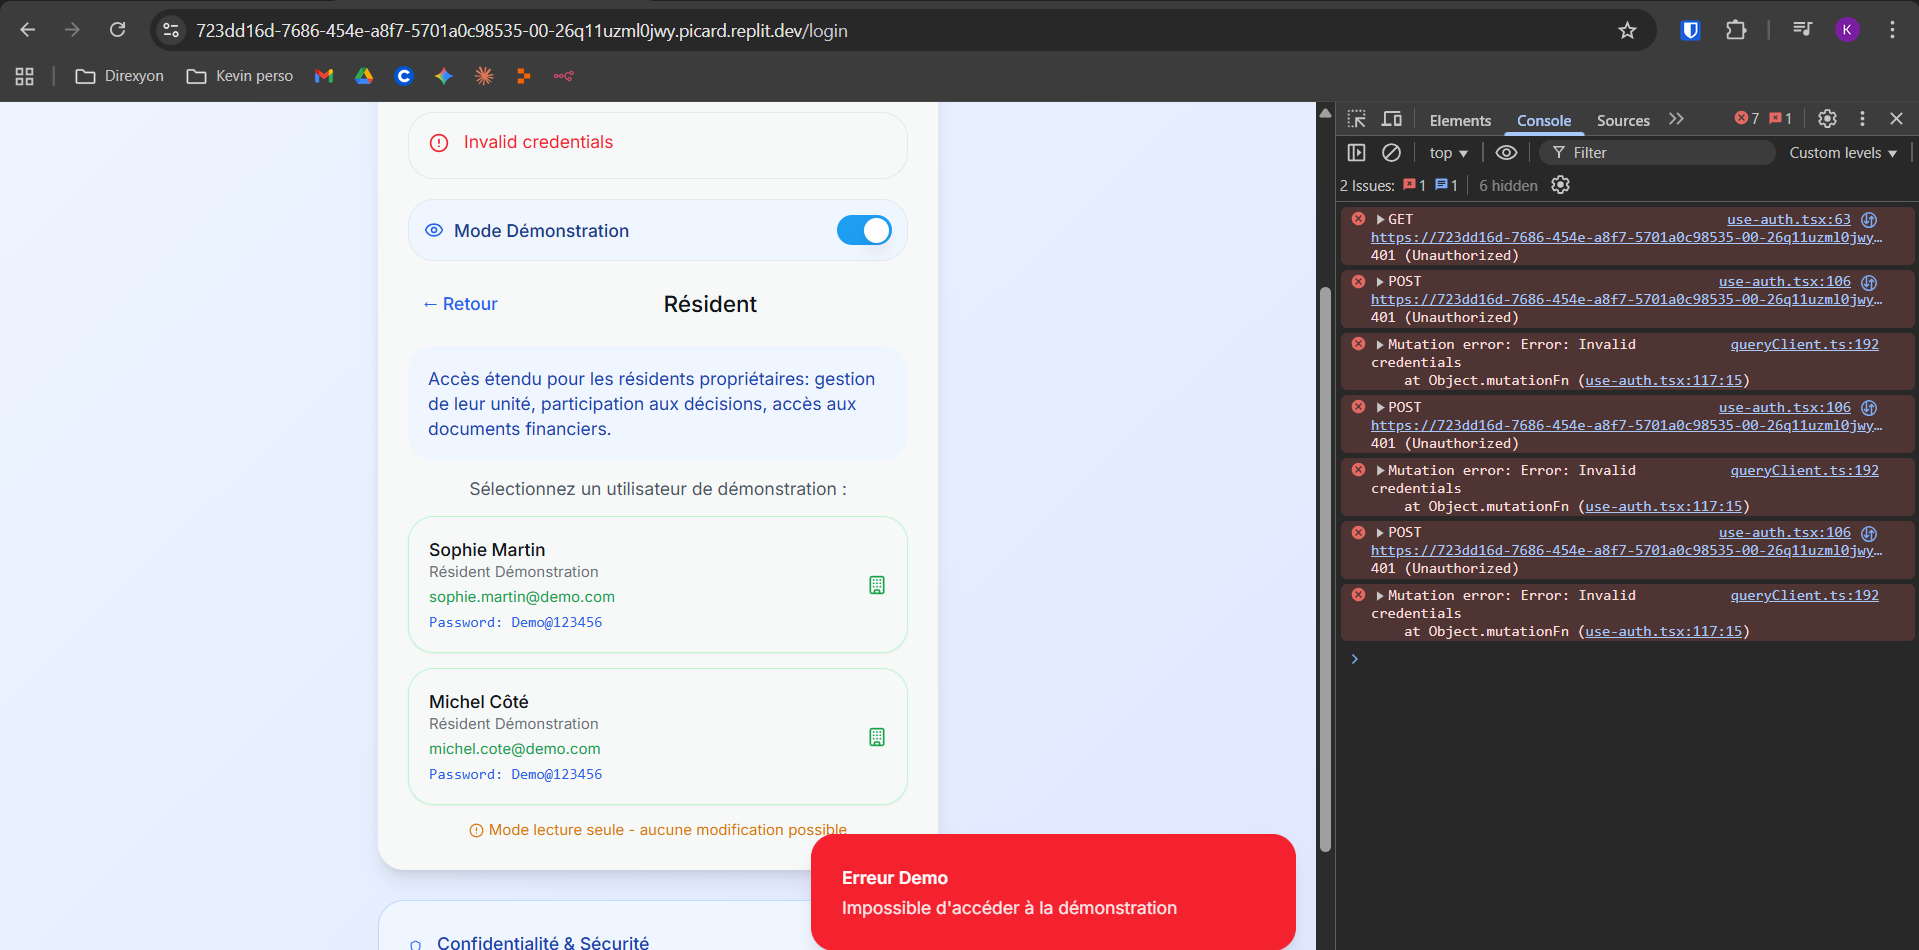 723dd16d-7686-454e-a8f7-5701a0c98535-00-26q11uzml0jwy.picard.replit.dev/login
K
Direxyon
Kevin perso
Invalid credentials
Mode Démonstration
← Retour
Résident
Accès étendu pour les résidents propriétaires: gestion
de leur unité, participation aux décisions, accès aux
documents financiers.
Sélectionnez un utilisateur de démonstration :
Sophie Martin
Résident Démonstration
sophie.martin@demo.com
Password: Demo@123456
Michel Côté
Résident Démonstration
michel.cote@demo.com
Password: Demo@123456
Mode lecture seule - aucune modification possible
Confidentialité & Sécurité
Erreur Demo
Impossible d'accéder à la démonstration
Elements Console Sources 7 1
top Filter Custom levels
2 Issues: 1 1 6 hidden
GET use-auth.tsx:63
https://723dd16d-7686-454e-a8f7-5701a0c98535-00-26q11uzml0jwy…
401 (Unauthorized)
POST use-auth.tsx:106
https://723dd16d-7686-454e-a8f7-5701a0c98535-00-26q11uzml0jwy…
401 (Unauthorized)
Mutation error: Error: Invalid queryClient.ts:192
credentials
at Object.mutationFn (use-auth.tsx:117:15)
POST use-auth.tsx:106
https://723dd16d-7686-454e-a8f7-5701a0c98535-00-26q11uzml0jwy…
401 (Unauthorized)
Mutation error: Error: Invalid queryClient.ts:192
credentials
at Object.mutationFn (use-auth.tsx:117:15)
POST use-auth.tsx:106
https://723dd16d-7686-454e-a8f7-5701a0c98535-00-26q11uzml0jwy…
401 (Unauthorized)
Mutation error: Error: Invalid queryClient.ts:192
credentials
at Object.mutationFn (use-auth.tsx:117:15)